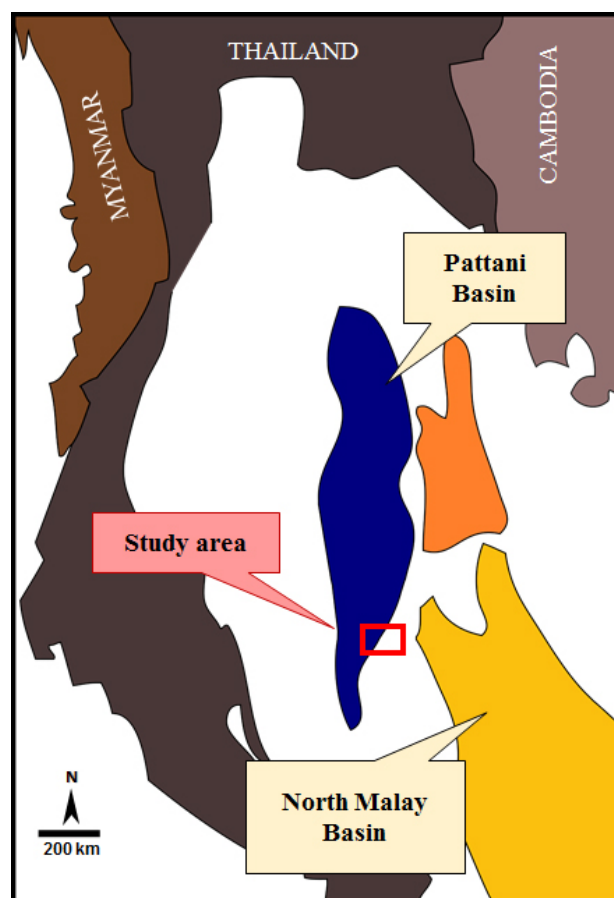 THAILAND
MYANMAR
CAMBODIA
Pattani
Basin
Study area
North Malay
Basin
N
200 km